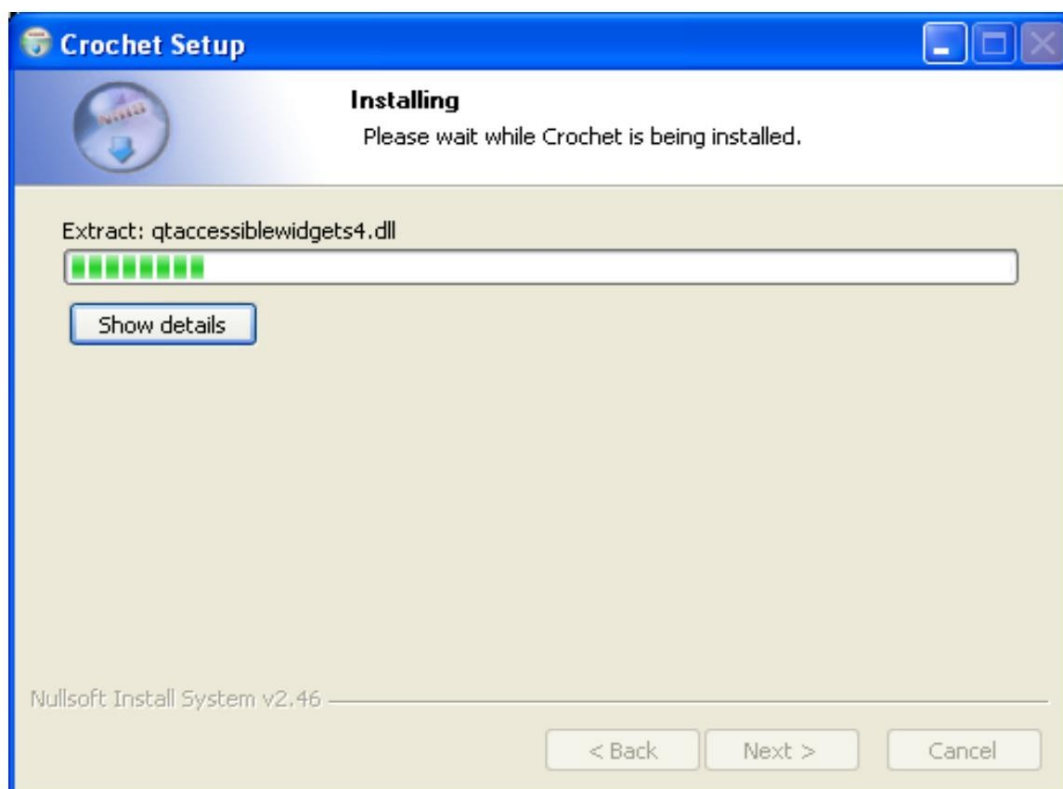 Crochet Setup
Installing
Please wait while Crochet is being installed.
Extract: qtaccessiblewidgets4.dll
Show details
Nullsoft Install System v2.46
< Back
Next >
Cancel